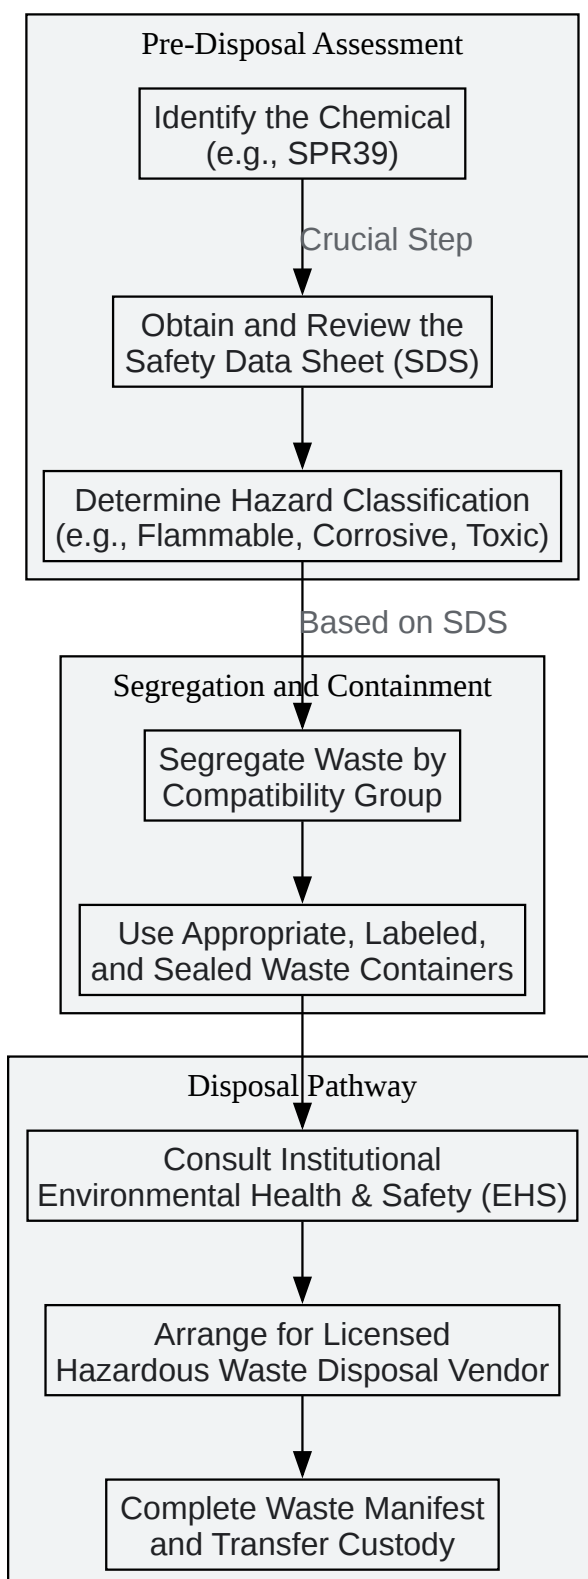 Pre-Disposal Assessment
Identify the Chemical
(e.g., SPR39)
Crucial Step
Obtain and Review the
Safety Data Sheet (SDS)
Determine Hazard Classification
(e.g., Flammable, Corrosive, Toxic)
Based on SDS
Segregation and Containment
Segregate Waste by
Compatibility Group
Use Appropriate, Labeled,
and Sealed Waste Containers
Disposal Pathway
Consult Institutional
Environmental Health & Safety (EHS)
Arrange for Licensed
Hazardous Waste Disposal Vendor
Complete Waste Manifest
and Transfer Custody